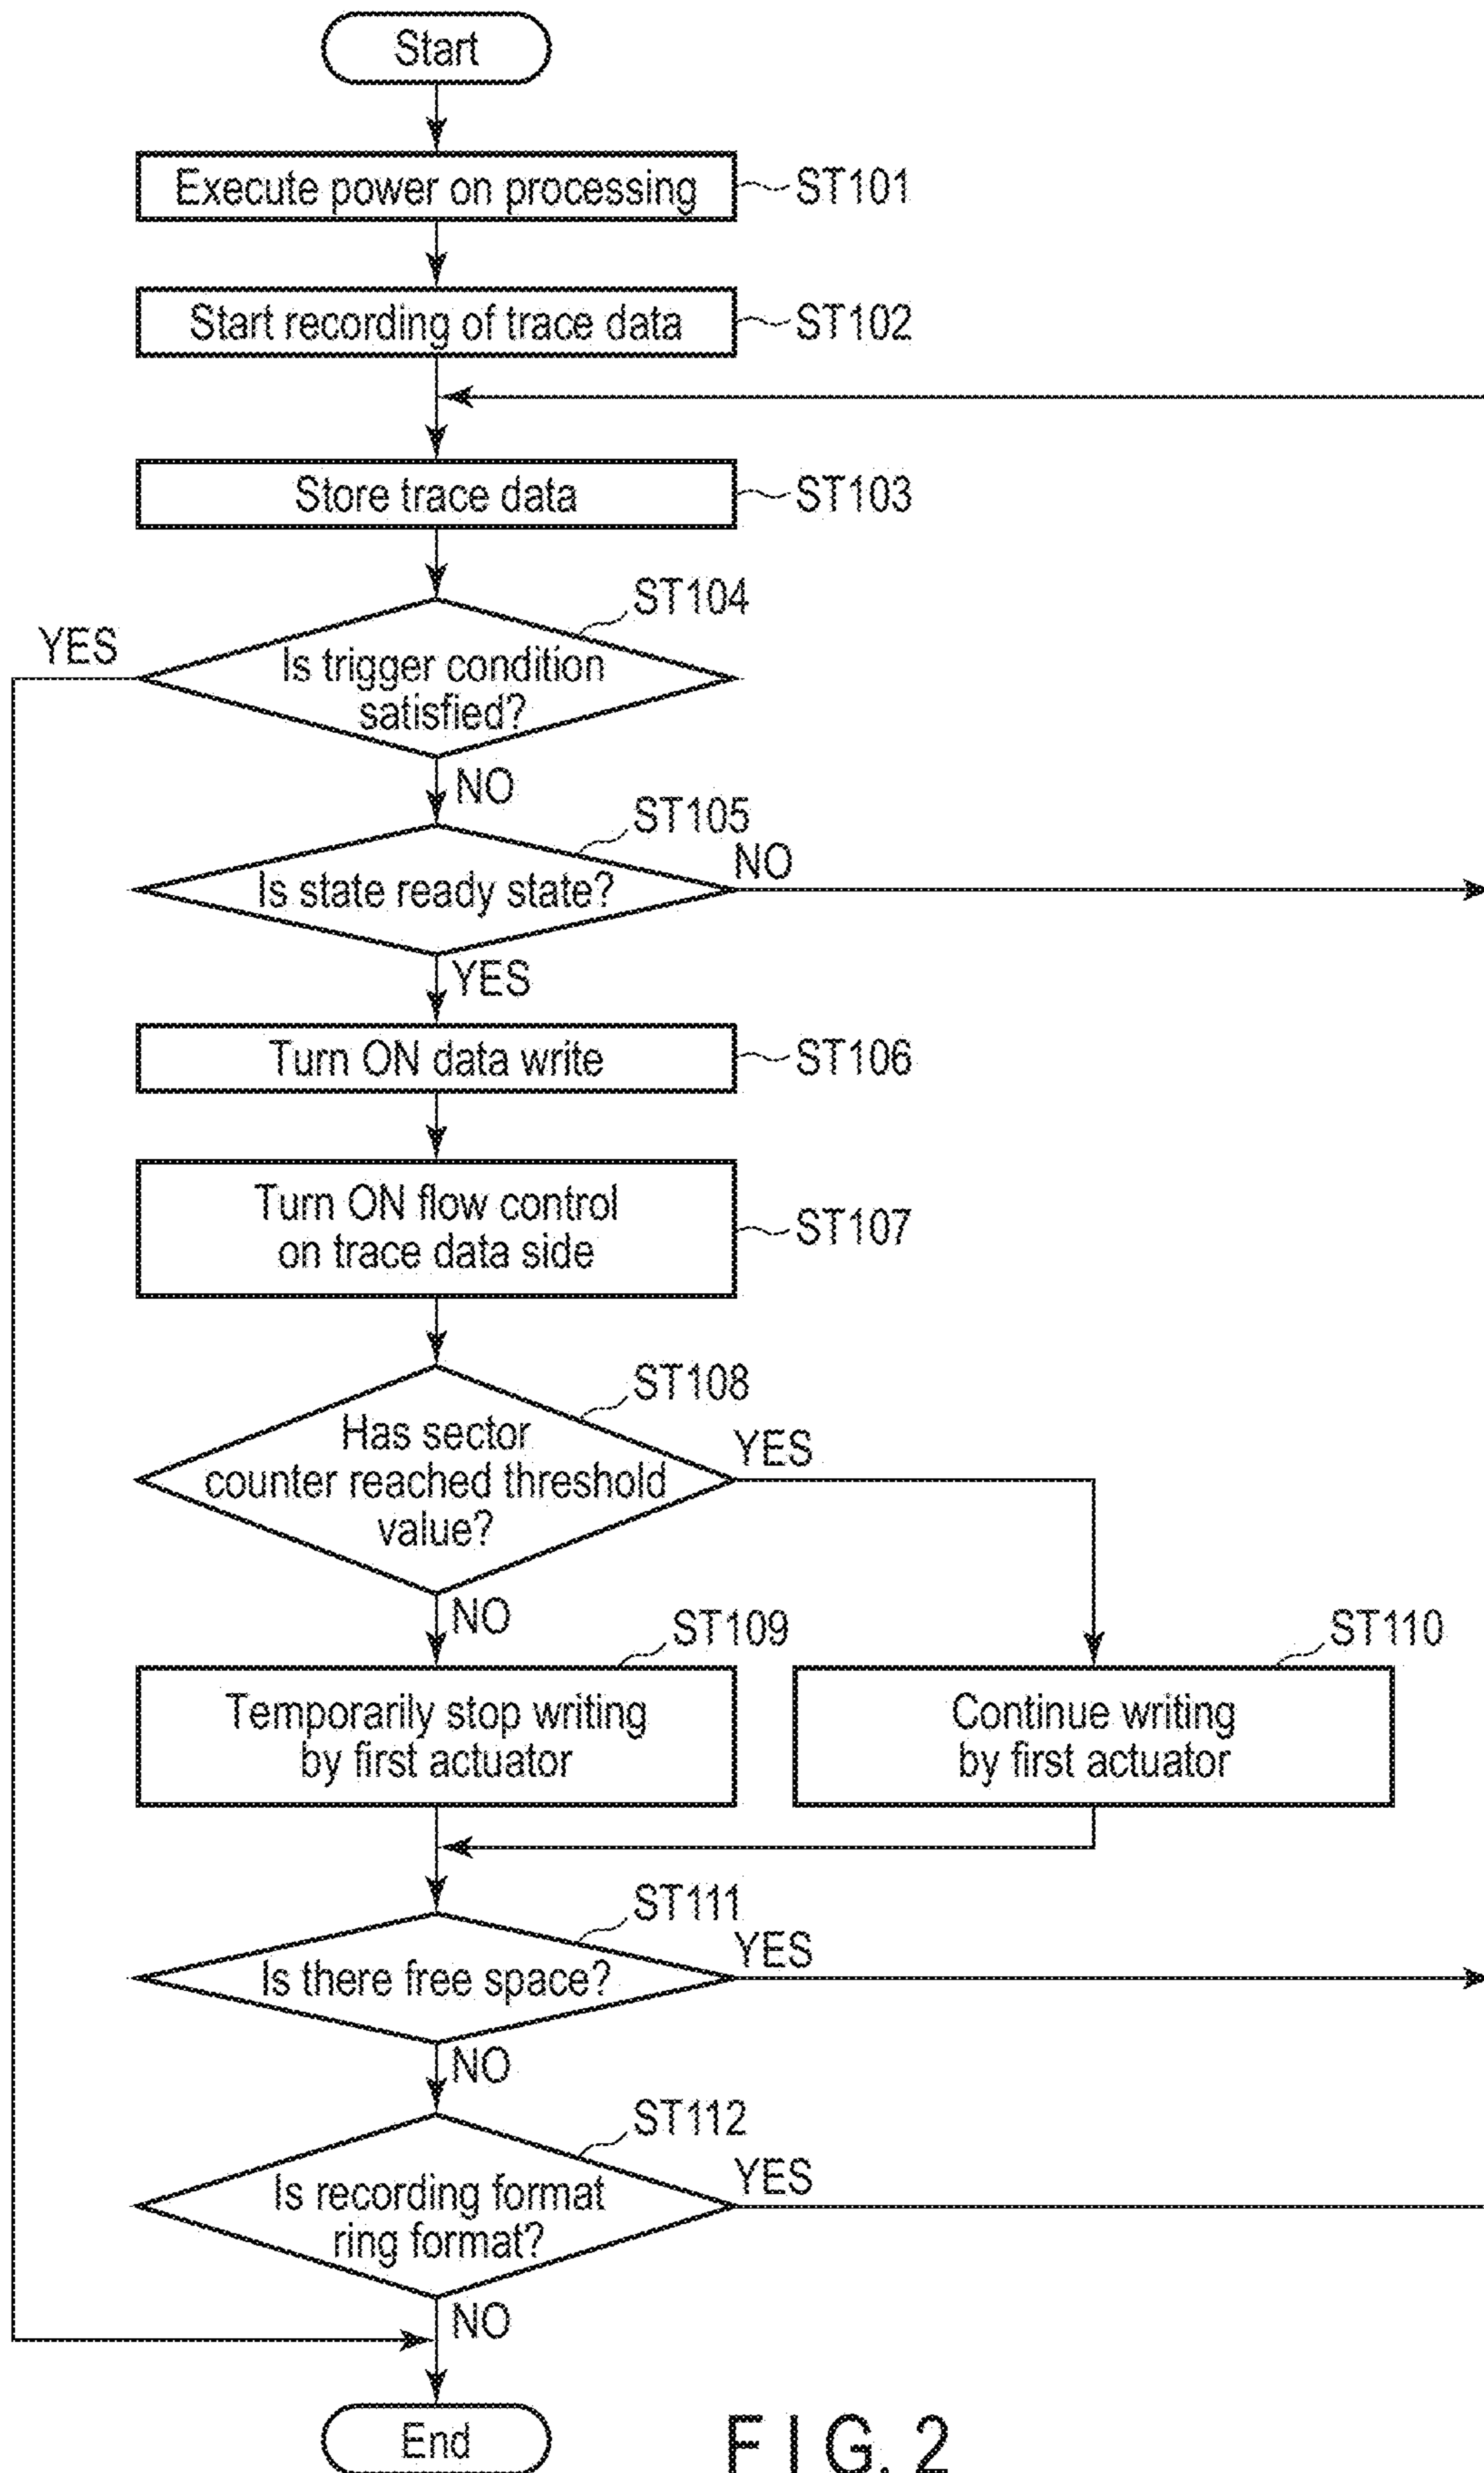 Start
Execute power on processing
ST101
Start recording of trace data
ST102
Store trace data
ST103
ST104
YES
Is trigger condition
satisfied?
NO
ST105
NO
Is state ready state?
YES
Turn ON data write
ST106
Turn ON flow control
on trace data side
ST107
ST108
Has sector
counter reached threshold
value?
YES
NO
ST109
ST110
Temporarily stop writing
by first actuator
Continue writing
by first actuator
ST111
YES
Is there free space?
NO
ST112
YES
Is recording format
ring format?
NO
End
FIG. 2